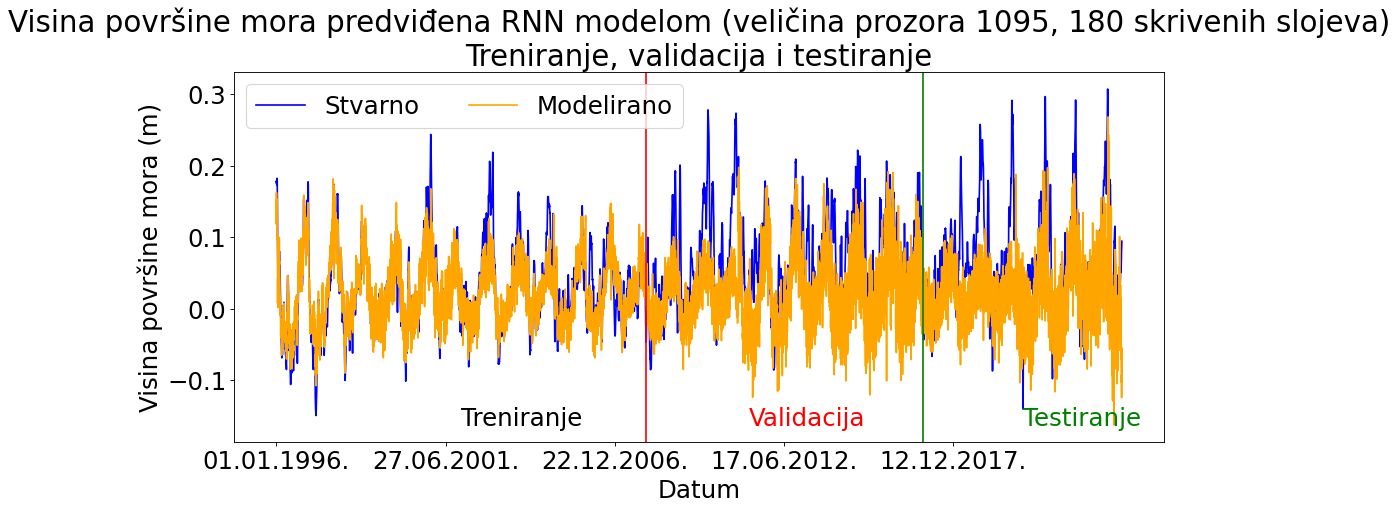 Visina površine mora predviđena RNN modelom (veličina prozora 1095, 180 skrivenih slojeva)
Treniranje, validacija i testiranje
Stvarno Modelirano
Visina površine mora (m)
0.3
0.2
0.1
0.0
−0.1
Treniranje Validacija Testiranje
01.01.1996. 27.06.2001. 22.12.2006. 17.06.2012. 12.12.2017.
Datum